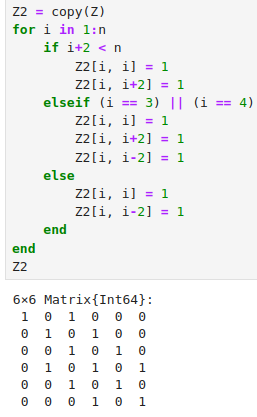 Z2 = copy(Z)
for i in 1:n
    if i+2 < n
        Z2[i, i] = 1
        Z2[i, i+2] = 1
    elseif (i == 3) || (i == 4)
        Z2[i, i] = 1
        Z2[i, i+2] = 1
        Z2[i, i-2] = 1
    else
        Z2[i, i] = 1
        Z2[i, i-2] = 1
    end
end
Z2
6×6 Matrix{Int64}:
 1  0  1  0  0  0
 0  1  0  1  0  0
 0  0  1  0  1  0
 0  1  0  1  0  1
 0  0  1  0  1  0
 0  0  0  1  0  1